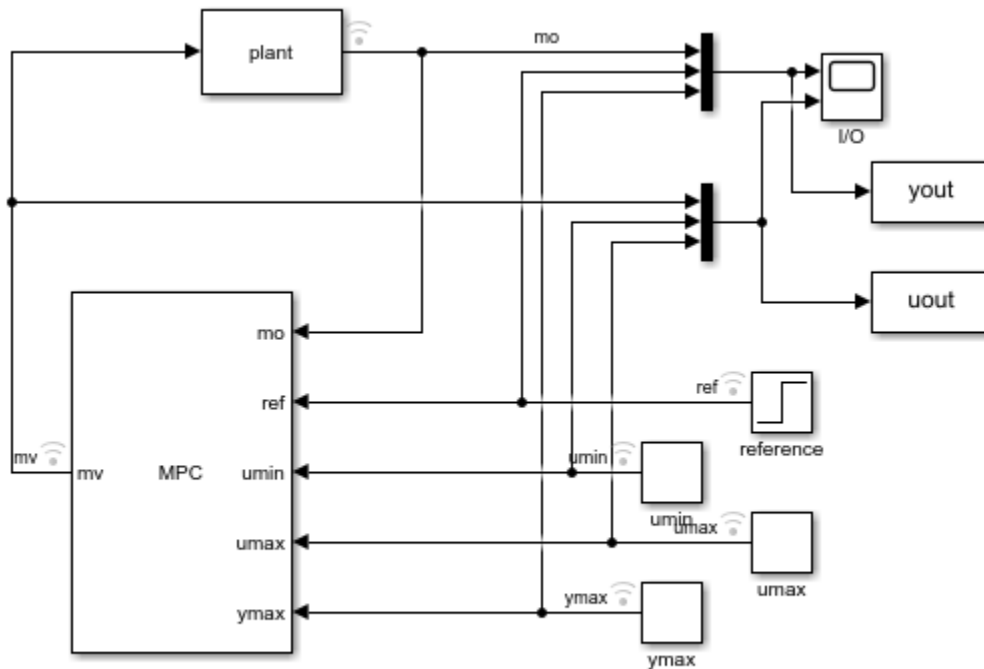 plant
mo
I/O
yout
uout
mo
ref
ref
reference
mv
mv
MPC
umin
umin
umin
umax
umax
umax
ymax
ymax
ymax